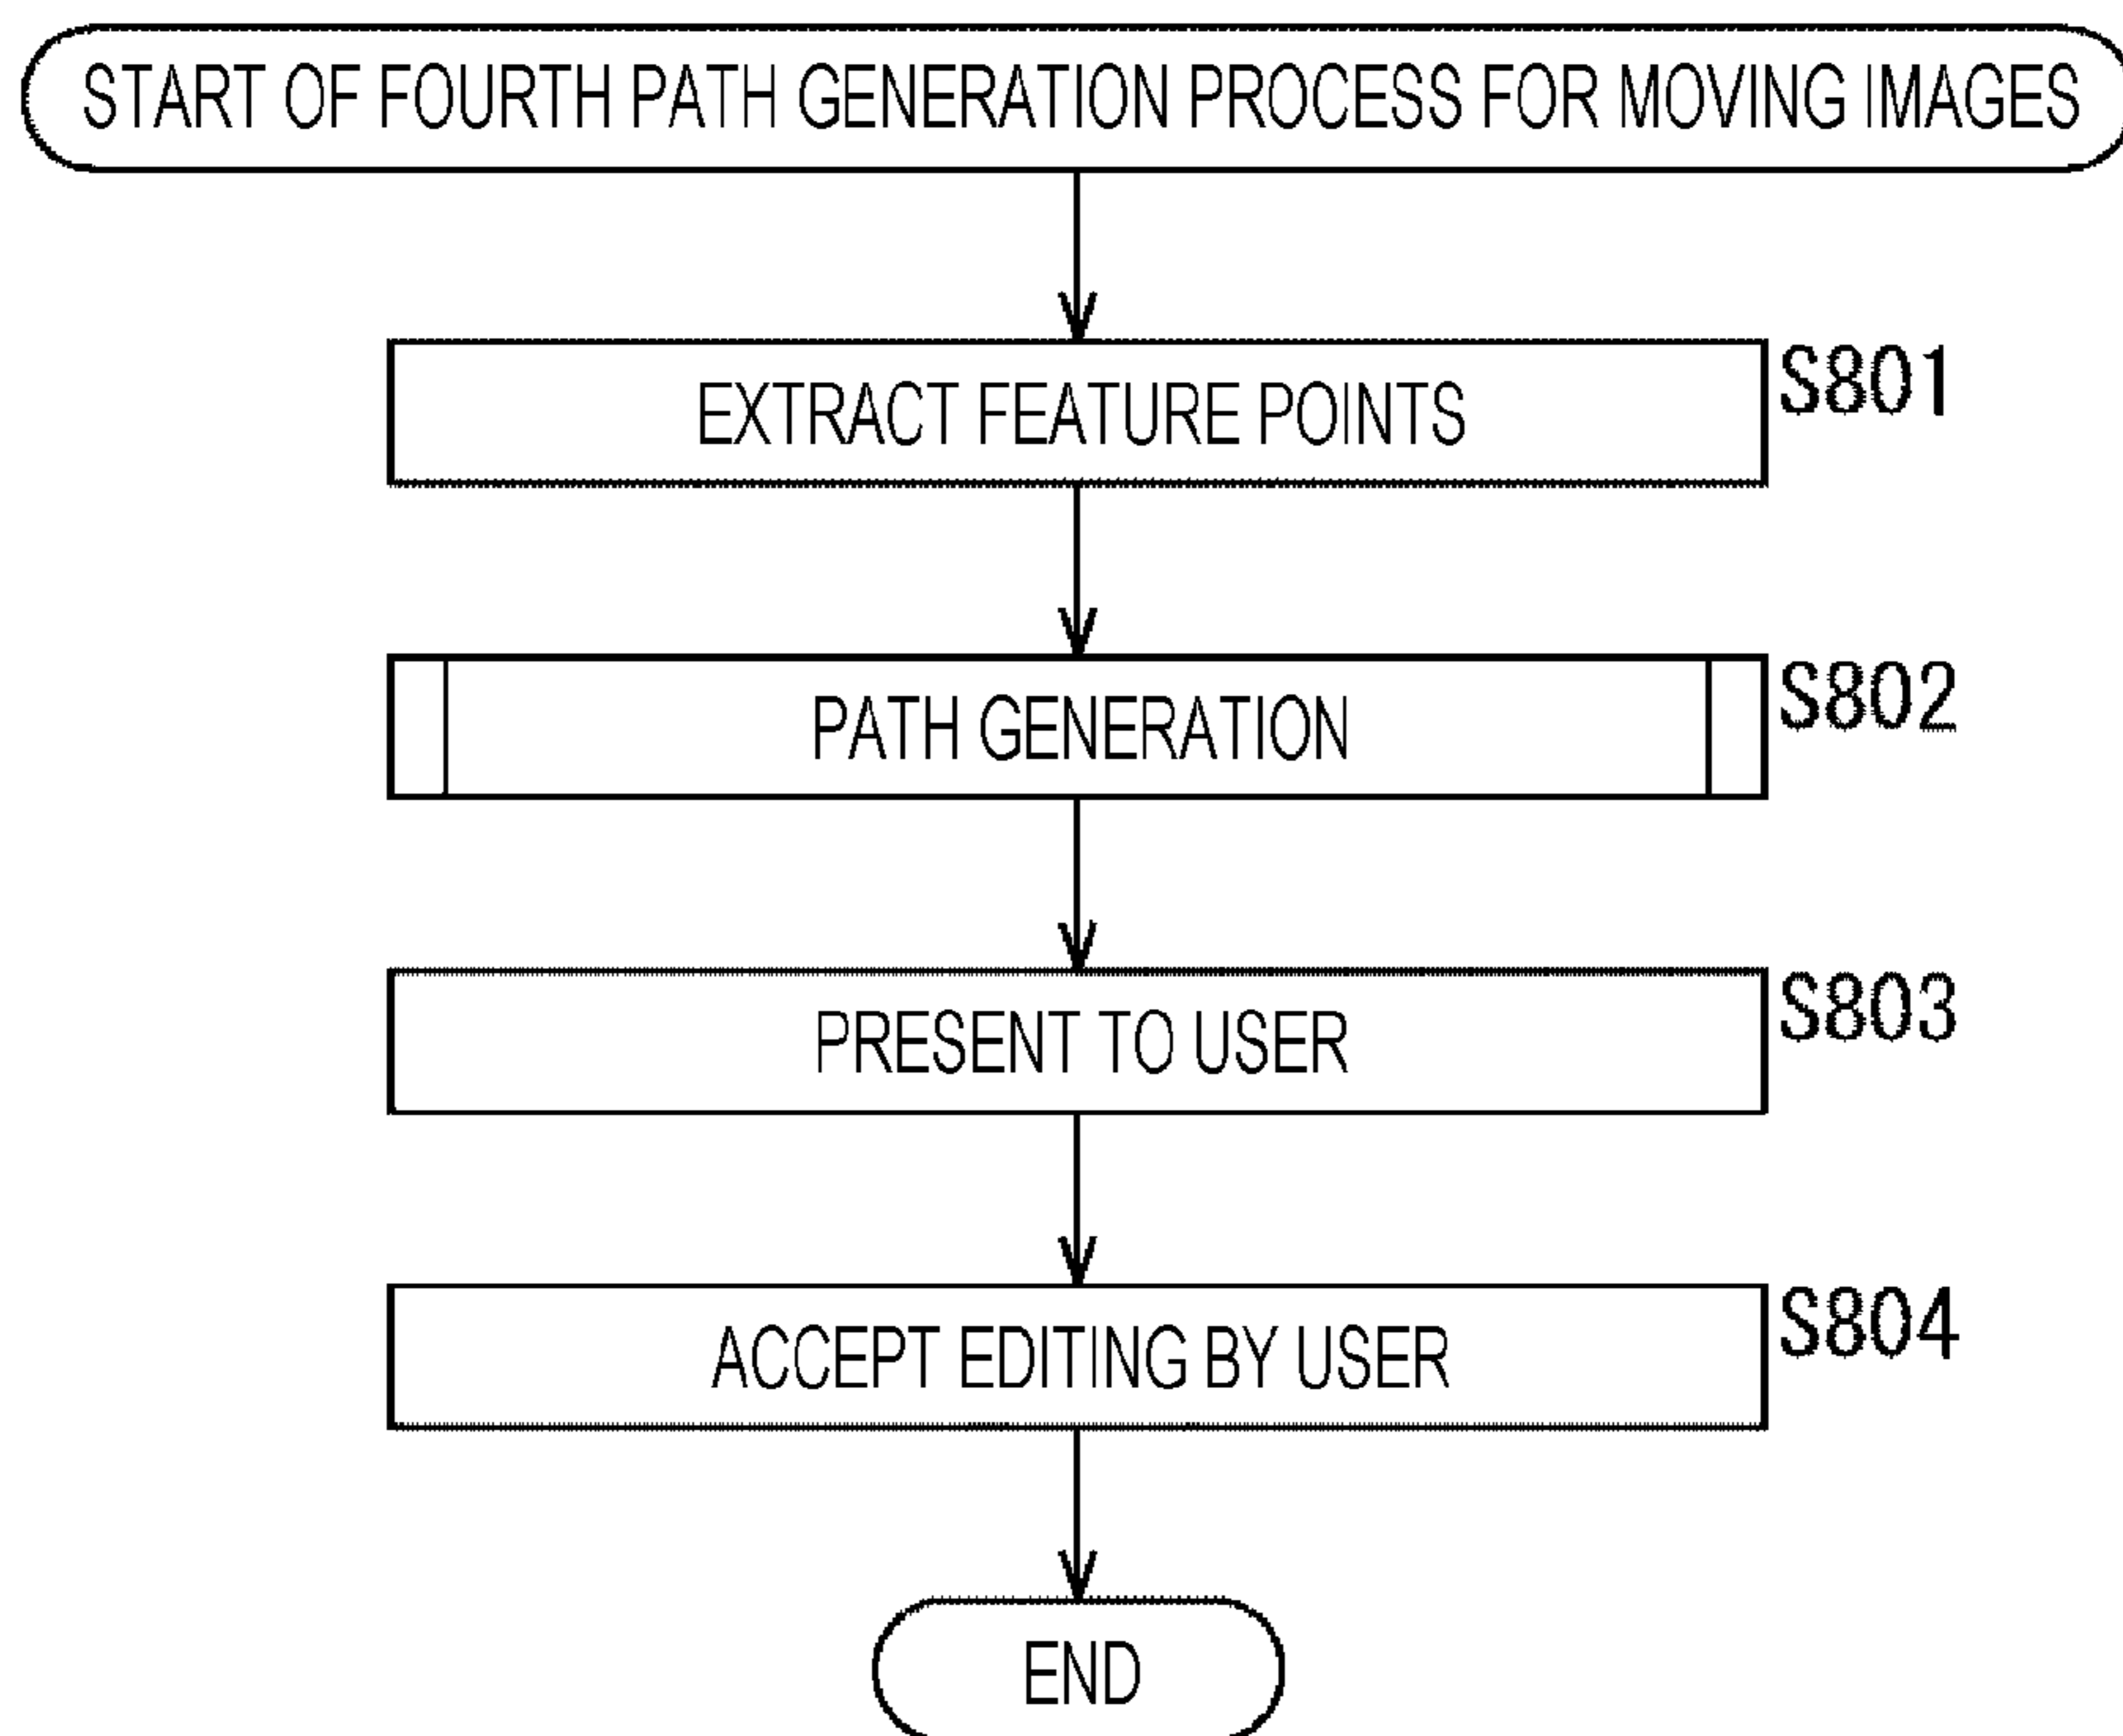 START OF FOURTH PATH GENERATION PROCESS FOR MOVING IMAGES
EXTRACT FEATURE POINTS
S801
PATH GENERATION
S802
PRESENT TO USER
S803
ACCEPT EDITING BY USER
S804
END